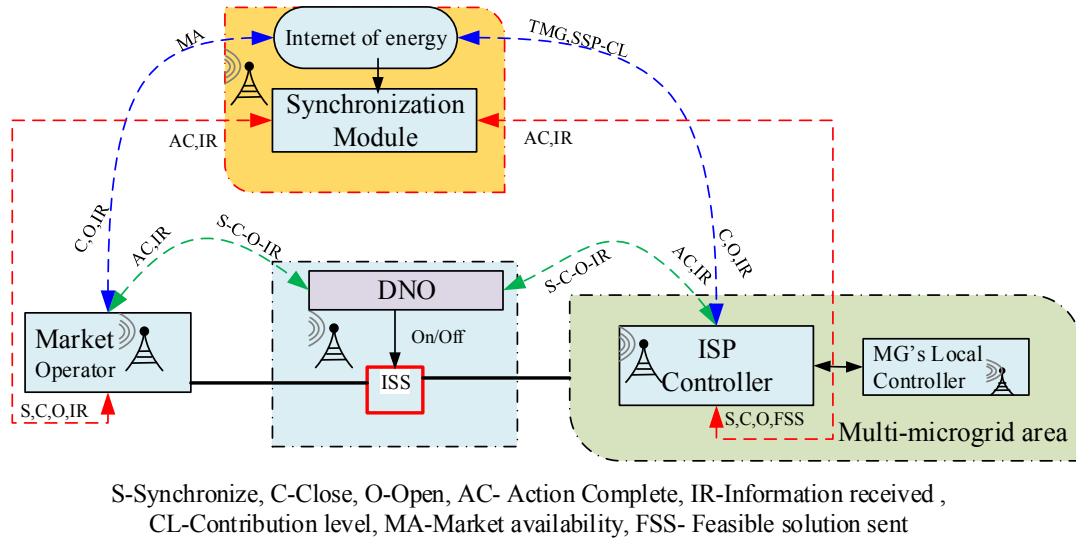 MA
Internet of energy
TMG,SSP-CL
Synchronization
Module
AC,IR
AC,IR
C,O,IR
AC,IR
S-C-O-IR
S-C-O-IR
AC,IR
C,O,IR
DNO
On/Off
ISS
Market
Operator
ISP
Controller
MG's Local
Controller
S,C,O,IR
S,C,O,FSS
Multi-microgrid area
S-Synchronize, C-Close, O-Open, AC- Action Complete, IR-Information received ,
CL-Contribution level, MA-Market availability, FSS- Feasible solution sent